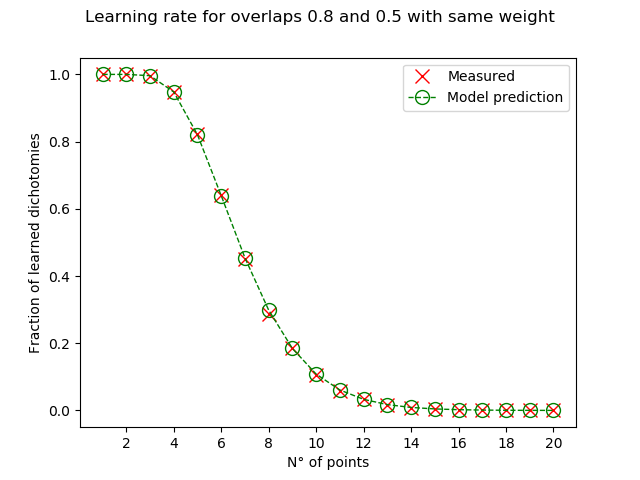 Learning rate for overlaps 0.8 and 0.5 with same weight
Measured
Model prediction
1.0
0.8
0.6
0.4
0.2
0.0
Fraction of learned dichotomies
2 4 6 8 10 12 14 16 18 20
N° of points